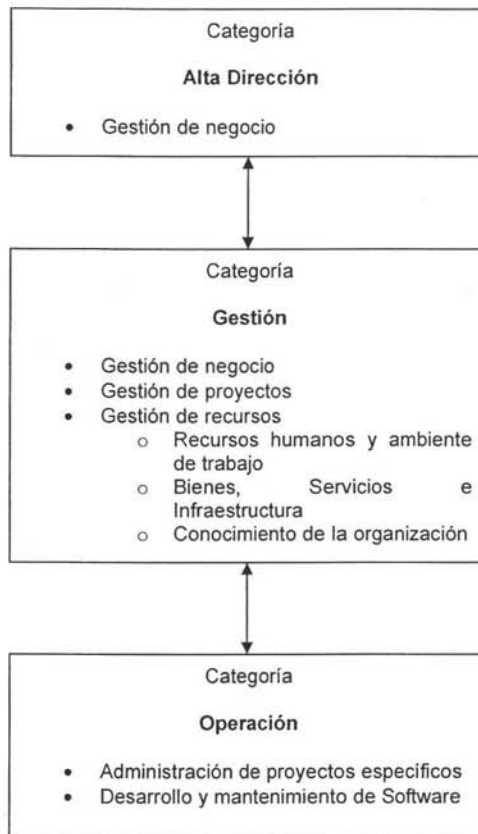 Categoría
Alta Dirección
• Gestión de negocio
Categoría
Gestión
• Gestión de negocio
• Gestión de proyectos
• Gestión de recursos
o Recursos humanos y ambiente
de trabajo
o Bienes, Servicios e
Infraestructura
o Conocimiento de la organización
Categoría
Operación
• Administración de proyectos específicos
• Desarrollo y mantenimiento de Software